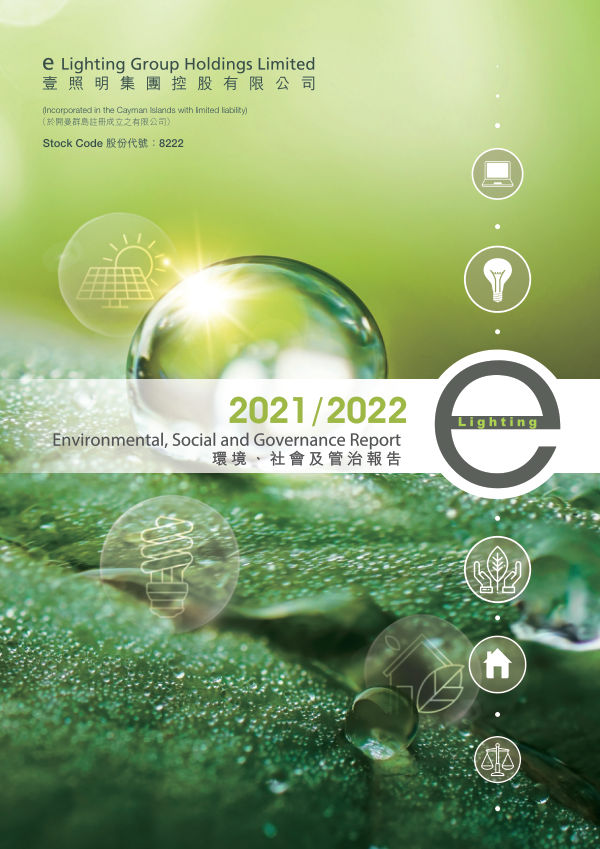 e Lighting Group Holdings Limited
壹照明集團控股有限公司
(Incorporated in the Cayman Islands with limited liability)
（於開曼群島註冊成立之有限公司）
Stock Code 股份代號：8222
2021/2022
Environmental, Social and Governance Report
環境、社會及管治報告
e
Lighting